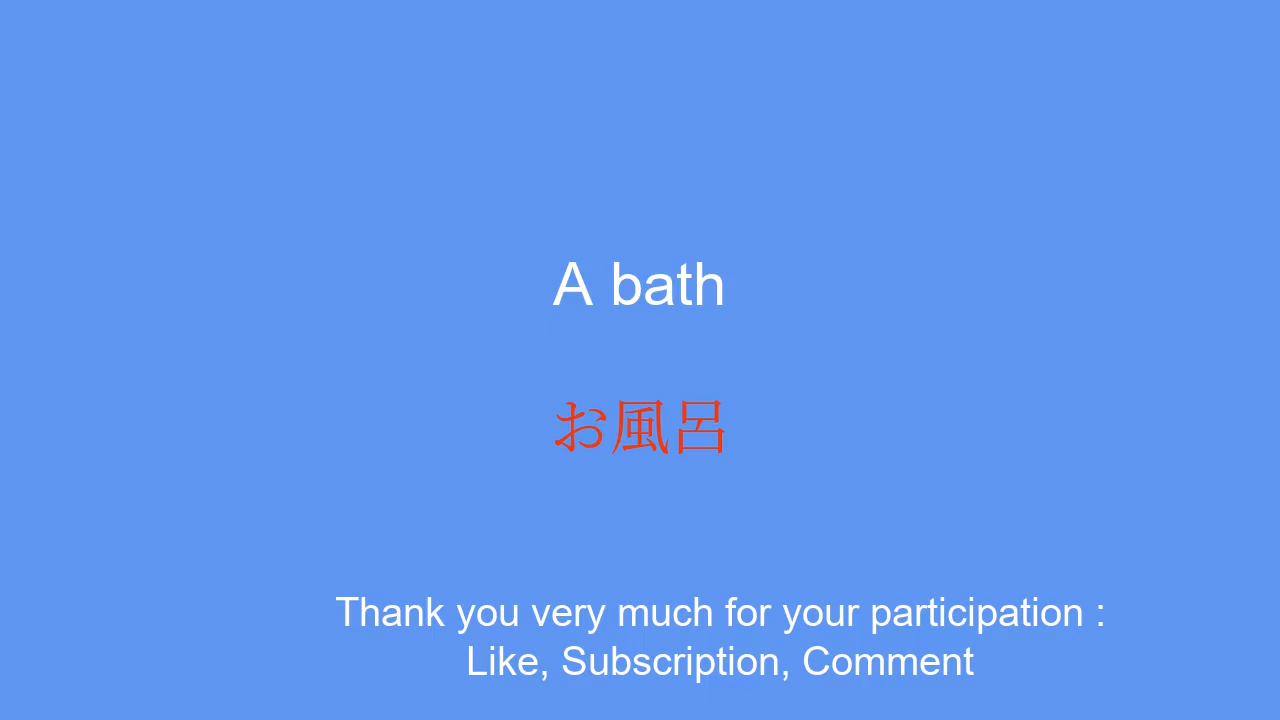 A bath
お風呂
Thank you very much for your participation :
Like, Subscription, Comment